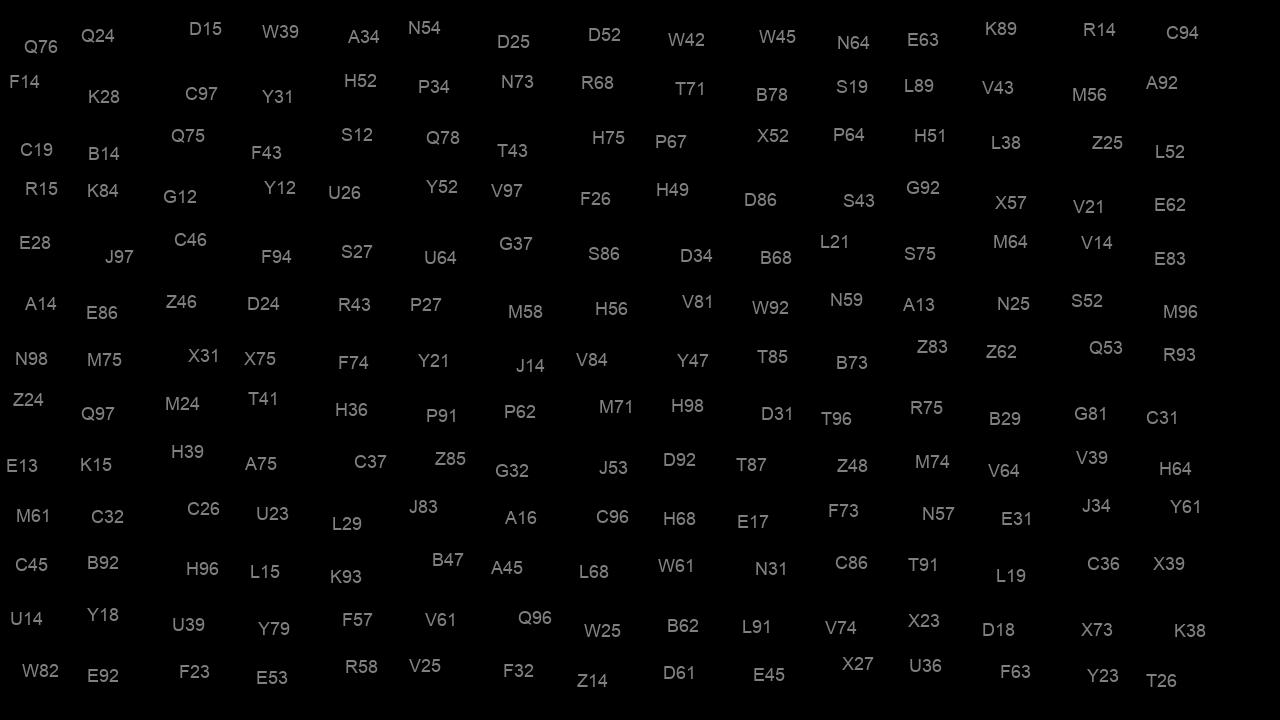 Q76 Q24 D15 W39 A34 N54 D25 D52 W42 W45 N64 E63 K89 R14 C94
F14 K28 C97 Y31 H52 P34 N73 R68 T71 B78 S19 L89 V43 M56 A92
C19 B14 Q75 F43 S12 Q78 T43 H75 P67 X52 P64 H51 L38 Z25 L52
R15 K84 G12 Y12 U26 Y52 V97 F26 H49 D86 S43 G92 X57 V21 E62
E28 J97 C46 F94 S27 U64 G37 S86 D34 B68 L21 S75 M64 V14 E83
A14 E86 Z46 D24 R43 P27 M58 H56 V81 W92 N59 A13 N25 S52 M96
N98 M75 X31 X75 F74 Y21 J14 V84 Y47 T85 B73 Z83 Z62 Q53 R93
Z24 Q97 M24 T41 H36 P91 P62 M71 H98 D31 T96 R75 B29 G81 C31
E13 K15 H39 A75 C37 Z85 G32 J53 D92 T87 Z48 M74 V64 V39 H64
M61 C32 C26 U23 L29 J83 A16 C96 H68 E17 F73 N57 E31 J34 Y61
C45 B92 H96 L15 K93 B47 A45 L68 W61 N31 C86 T91 L19 C36 X39
U14 Y18 U39 Y79 F57 V61 Q96 W25 B62 L91 V74 X23 D18 X73 K38
W82 E92 F23 E53 R58 V25 F32 Z14 D61 E45 X27 U36 F63 Y23 T26